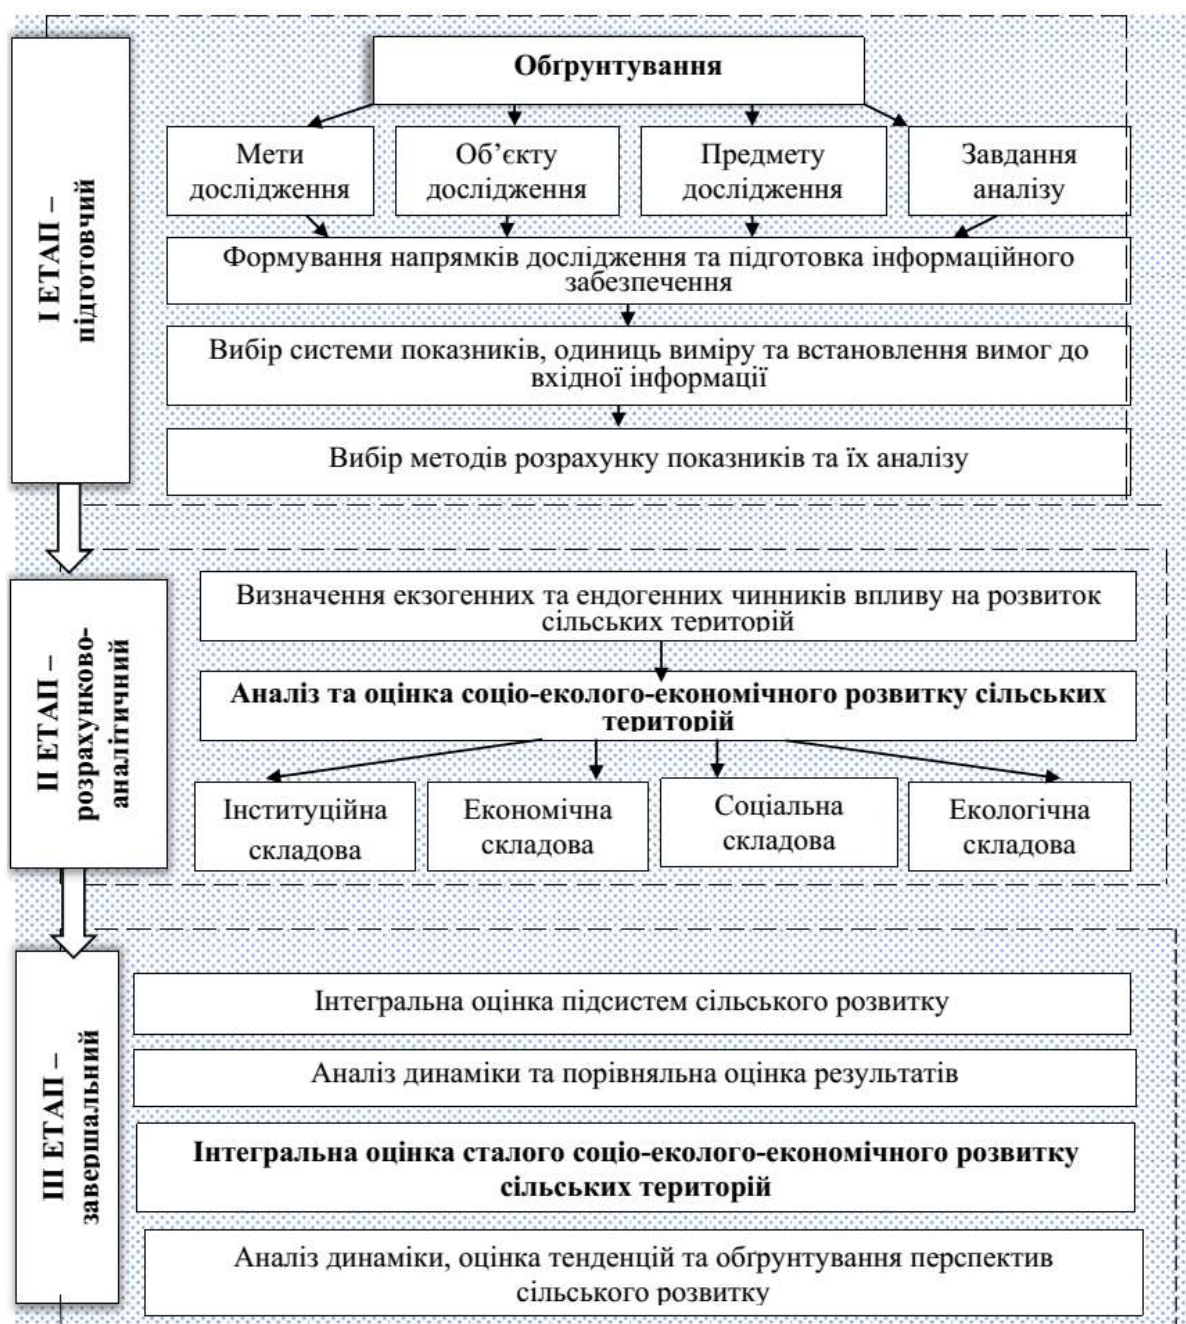 І ЕТАП –
підготовчий
Обґрунтування
Мети
дослідження
Об’єкту
дослідження
Предмету
дослідження
Завдання
аналізу
Формування напрямків дослідження та підготовка інформаційного
забезпечення
Вибір системи показників, одиниць виміру та встановлення вимог до
вхідної інформації
Вибір методів розрахунку показників та їх аналізу
ІІ ЕТАП –
розрахунково-
аналітичний
Визначення екзогенних та ендогенних чинників впливу на розвиток
сільських територій
Аналіз та оцінка соціо-еколого-економічного розвитку сільських
територій
Інституційна
складова
Економічна
складова
Соціальна
складова
Екологічна
складова
ІІІ ЕТАП –
завершальний
Інтегральна оцінка підсистем сільського розвитку
Аналіз динаміки та порівняльна оцінка результатів
Інтегральна оцінка сталого соціо-еколого-економічного розвитку
сільських територій
Аналіз динаміки, оцінка тенденцій та обґрунтування перспектив
сільського розвитку